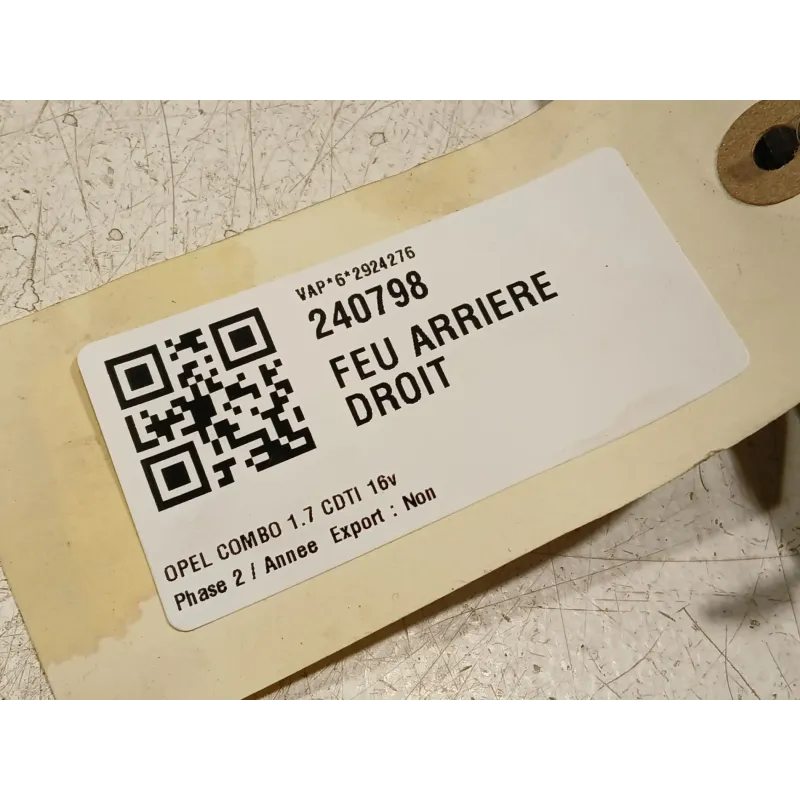 VAP*6*2924276
240798
FEU ARRIERE
DROIT
OPEL COMBO 1.7 CDTI 16v
Phase 2 / Annee Export : Non